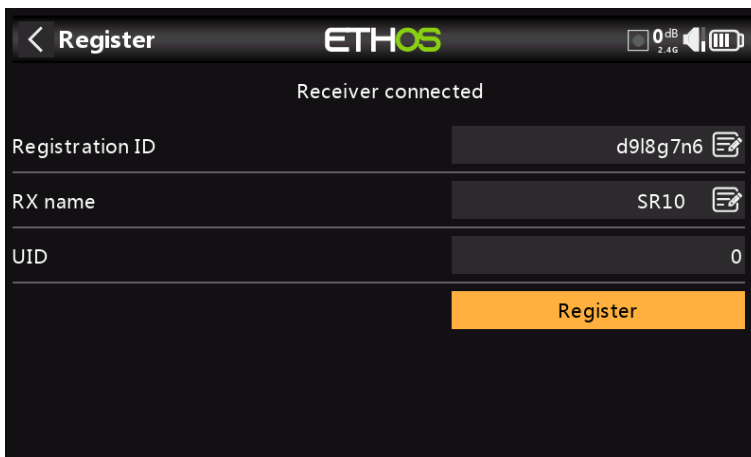 Register
ETHOS
0dB
2.4G
Receiver connected
Registration ID
d9l8g7n6
RX name
SR10
UID
0
Register